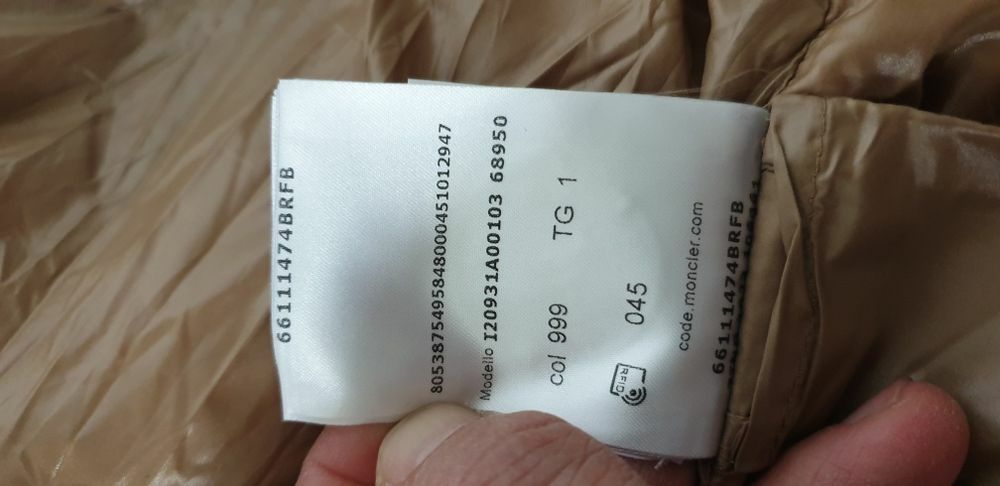 66111474BRFB
8053875495848000451012947
Modello I20931A00103 68950
col 999 TG 1
RFID 045
code.moncler.com
66111474BRFB